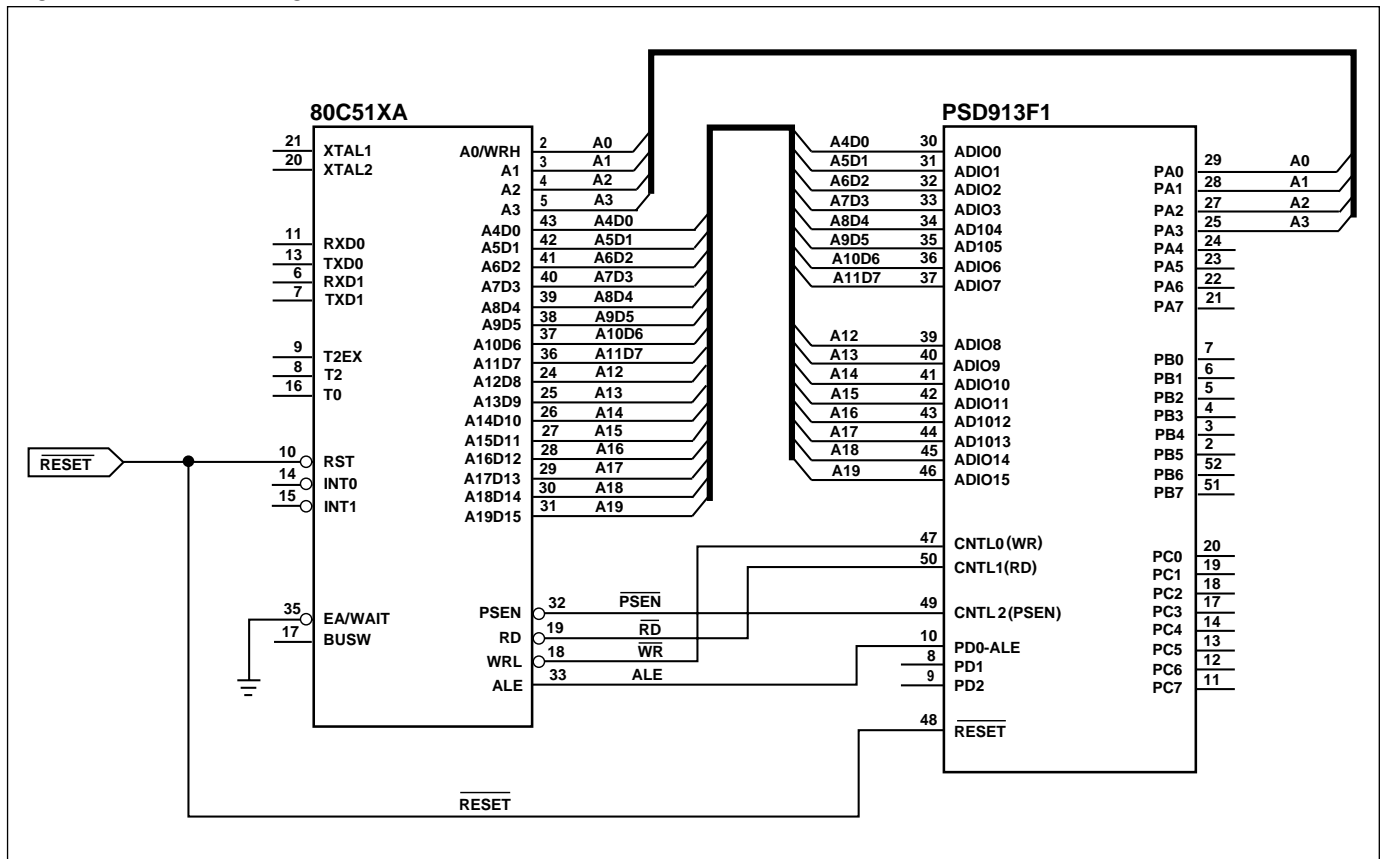 80C51XA
21 XTAL1
20 XTAL2
11 RXD0
13 TXD0
6 RXD1
7 TXD1
9 T2EX
8 T2
16 T0
RESET
10 RST
14 INT0
15 INT1
35 EA/WAIT
17 BUSW
A0/WRH 2 A0
A1 3 A1
A2 4 A2
A3 5 A3
A4D0 43 A4D0
A5D1 42 A5D1
A6D2 41 A6D2
A7D3 40 A7D3
A8D4 39 A8D4
A9D5 38 A9D5
A10D6 37 A10D6
A11D7 36 A11D7
A12D8 24 A12
A13D9 25 A13
A14D10 26 A14
A15D11 27 A15
A16D12 28 A16
A17D13 29 A17
A18D14 30 A18
A19D15 31 A19
PSEN 32 PSEN
RD 19 RD
WRL 18 WR
ALE 33 ALE
RESET
PSD913F1
A4D0 30 ADIO0
A5D1 31 ADIO1
A6D2 32 ADIO2
A7D3 33 ADIO3
A8D4 34 AD104
A9D5 35 AD105
A10D6 36 ADIO6
A11D7 37 ADIO7
A12 39 ADIO8
A13 40 ADIO9
A14 41 ADIO10
A15 42 ADIO11
A16 43 AD1012
A17 44 AD1013
A18 45 ADIO14
A19 46 ADIO15
47 CNTL0(WR)
50 CNTL1(RD)
49 CNTL2(PSEN)
10 PD0-ALE
8 PD1
9 PD2
48 RESET
PA0 29 A0
PA1 28 A1
PA2 27 A2
PA3 25 A3
PA4 24
PA5 23
PA6 22
PA7 21
PB0 7
PB1 6
PB2 5
PB3 4
PB4 3
PB5 2
PB6 52
PB7 51
PC0 20
PC1 19
PC2 18
PC3 17
PC4 14
PC5 13
PC6 12
PC7 11